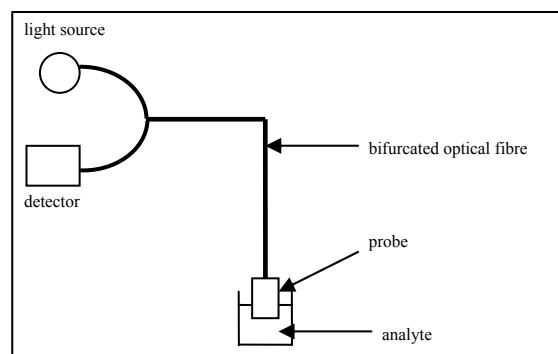 light source
bifurcated optical fibre
detector
probe
analyte